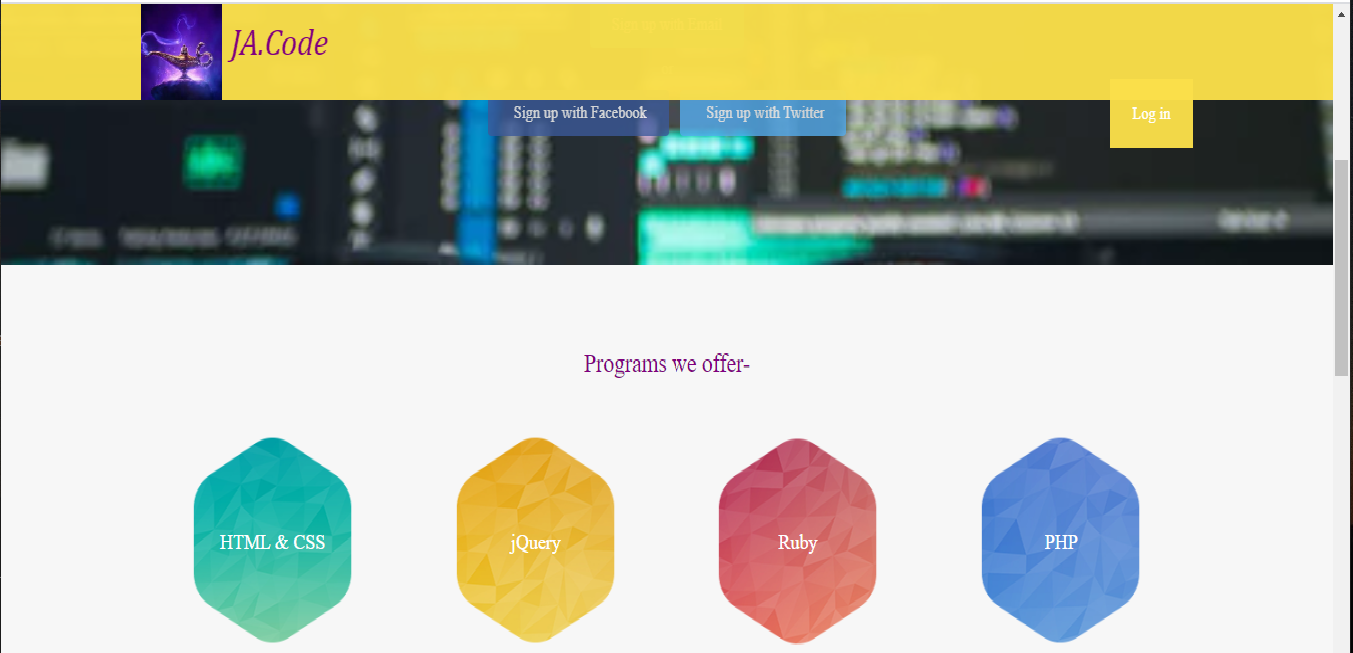 JA.Code
Sign up with Facebook
Sign up with Twitter
Log in
Programs we offer-
HTML & CSS
jQuery
Ruby
PHP